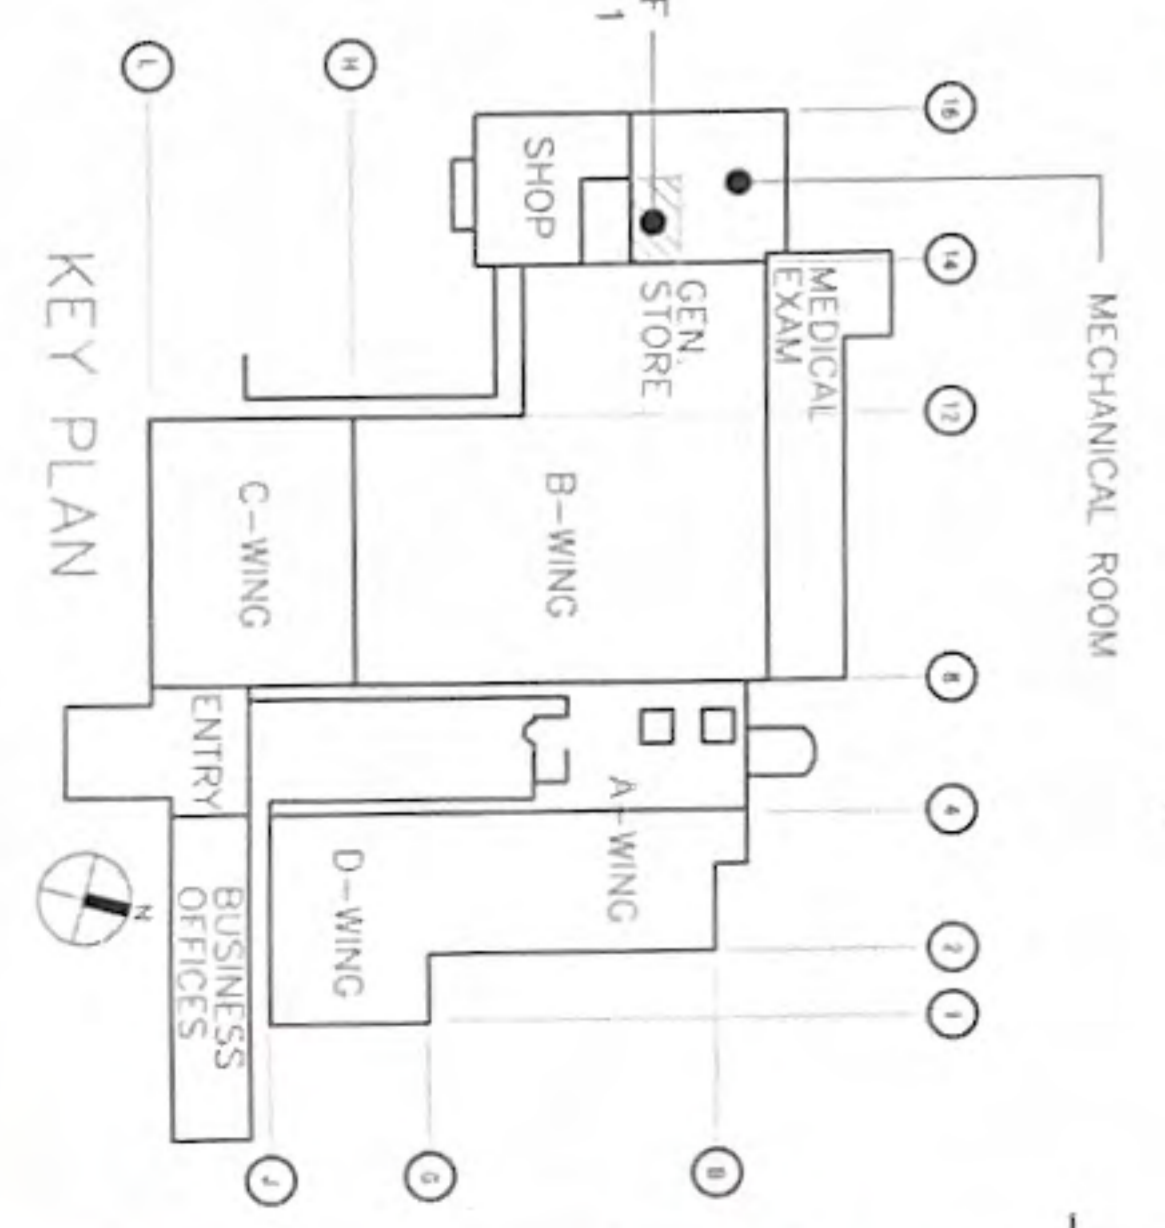 F
1
L
H
16
14
12
8
4
2
1
J
G
B
MECHANICAL ROOM
SHOP
GEN.
STORE
MEDICAL
EXAM
B-WING
C-WING
ENTRY
A-WING
D-WING
BUSINESS
OFFICES
N
KEY PLAN